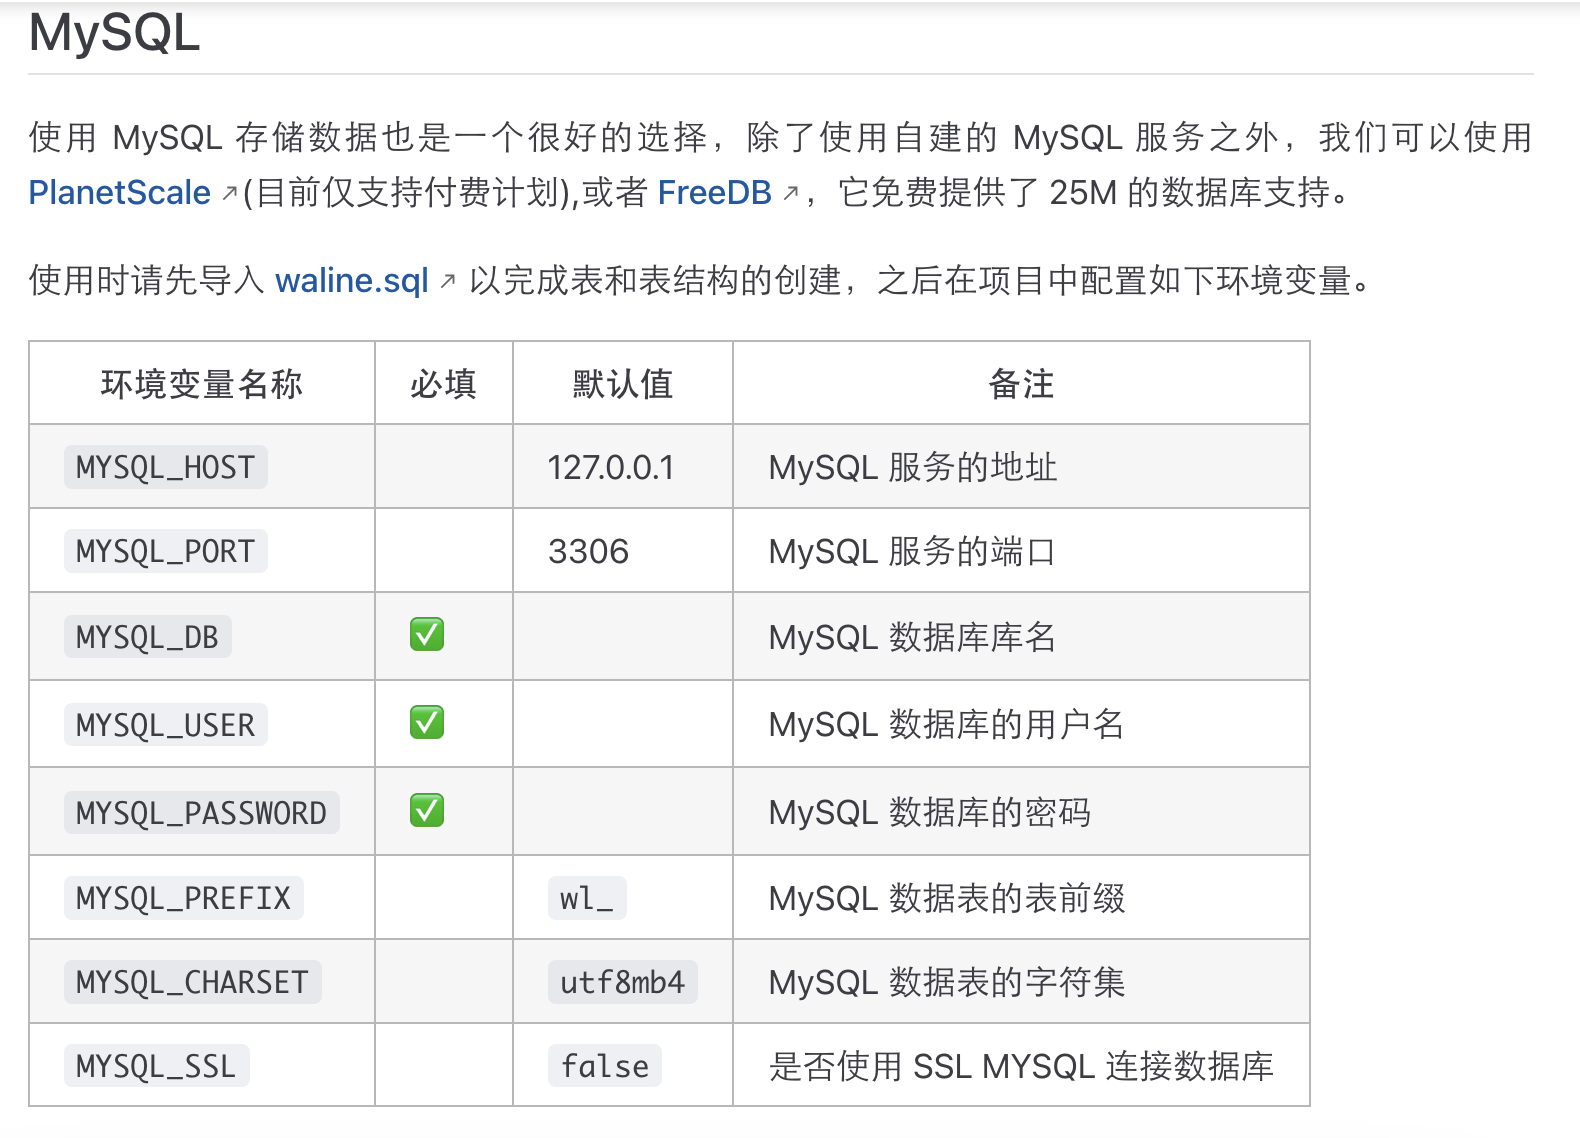 MySQL
使用 MySQL 存储数据也是一个很好的选择，除了使用自建的 MySQL 服务之外，我们可以使用
PlanetScale ↗(目前仅支持付费计划),或者 FreeDB ↗，它免费提供了 25M 的数据库支持。
使用时请先导入 waline.sql ↗ 以完成表和表结构的创建，之后在项目中配置如下环境变量。
环境变量名称 必填 默认值 备注
MYSQL_HOST 127.0.0.1 MySQL 服务的地址
MYSQL_PORT 3306 MySQL 服务的端口
MYSQL_DB ✅ MySQL 数据库库名
MYSQL_USER ✅ MySQL 数据库的用户名
MYSQL_PASSWORD ✅ MySQL 数据库的密码
MYSQL_PREFIX wl_ MySQL 数据表的表前缀
MYSQL_CHARSET utf8mb4 MySQL 数据表的字符集
MYSQL_SSL false 是否使用 SSL MYSQL 连接数据库